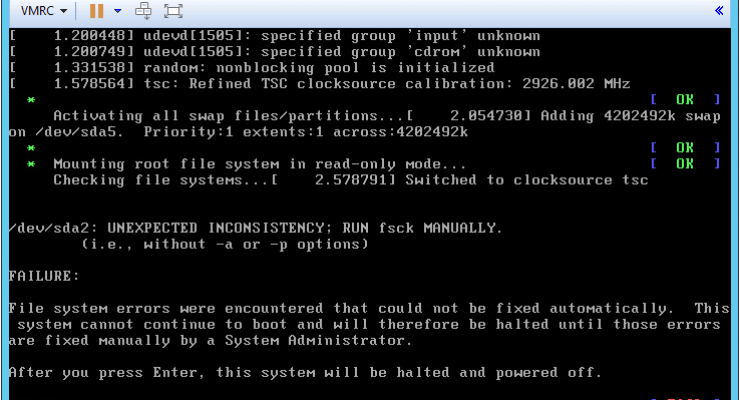 VMRC
[    1.200448] udevd[1505]: specified group 'input' unknown
[    1.200749] udevd[1505]: specified group 'cdrom' unknown
[    1.331538] random: nonblocking pool is initialized
[    1.578564] tsc: Refined TSC clocksource calibration: 2926.002 MHz
* [ OK ]
Activating all swap files/partitions...[    2.054730] Adding 4202492k swap
on /dev/sda5.  Priority:1 extents:1 across:4202492k
* [ OK ]
* Mounting root file system in read-only mode... [ OK ]
Checking file systems...[    2.578791] Switched to clocksource tsc
/dev/sda2: UNEXPECTED INCONSISTENCY; RUN fsck MANUALLY.
(i.e., without -a or -p options)
FAILURE:
File system errors were encountered that could not be fixed automatically.  This
system cannot continue to boot and will therefore be halted until those errors
are fixed manually by a System Administrator.
After you press Enter, this system will be halted and powered off.